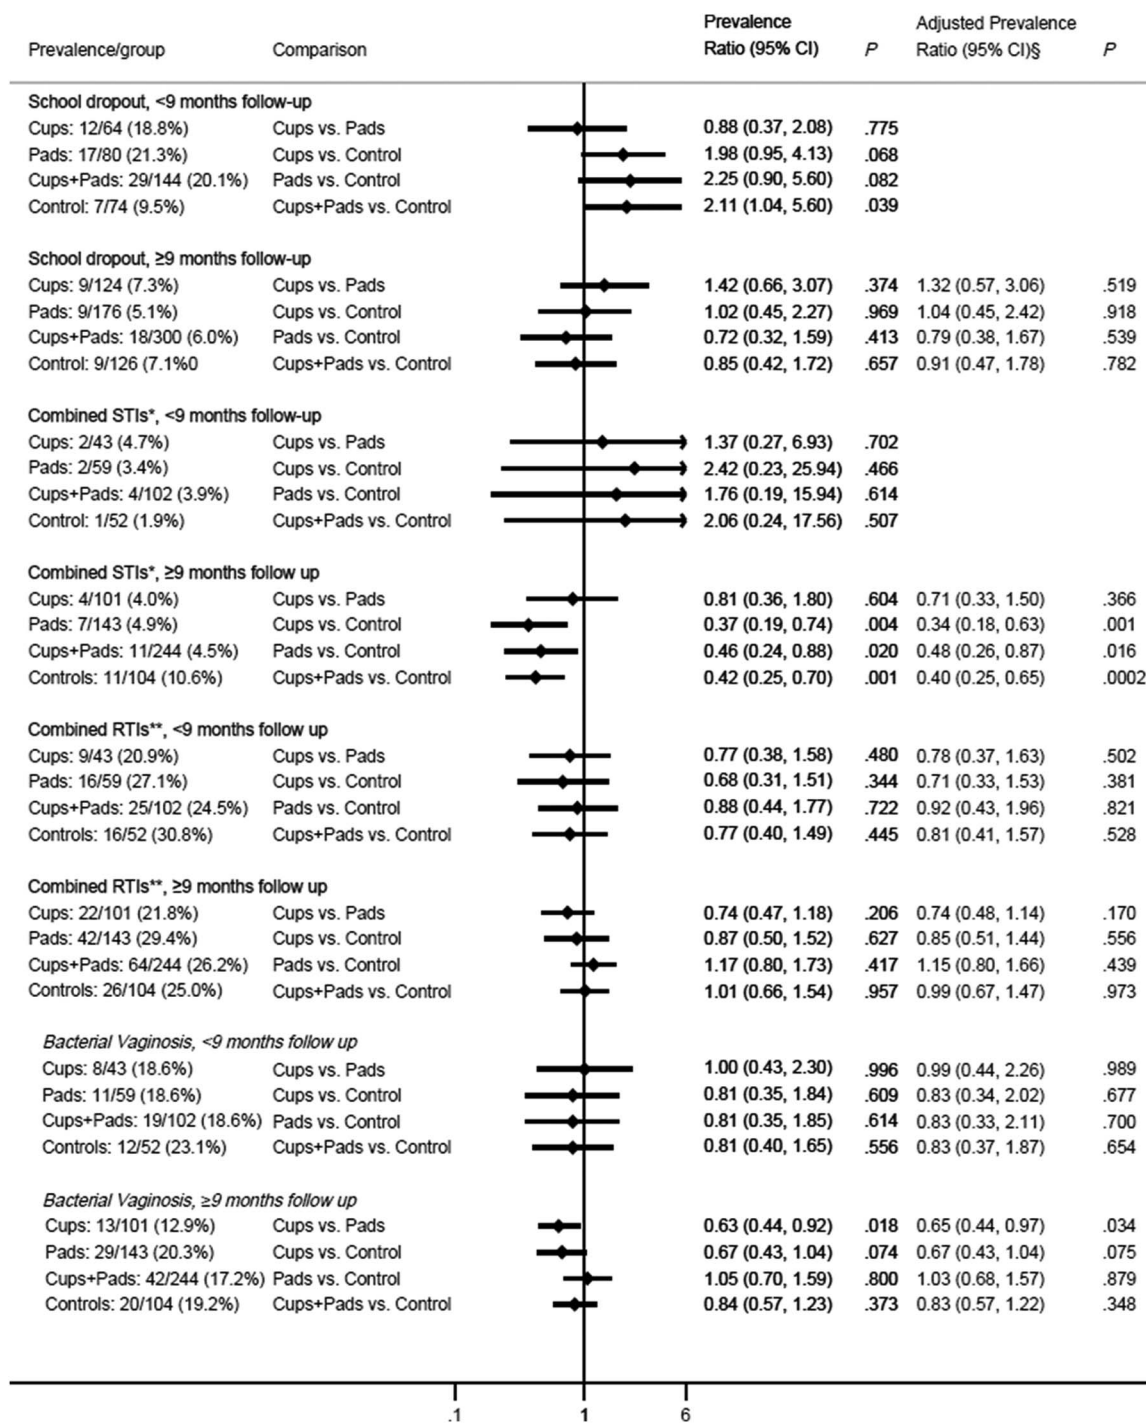 Prevalence/group Comparison Prevalence Ratio (95% CI) P Adjusted Prevalence Ratio (95% CI)§ P
School dropout, <9 months follow-up
Cups: 12/64 (18.8%) Cups vs. Pads 0.88 (0.37, 2.08) .775
Pads: 17/80 (21.3%) Cups vs. Control 1.98 (0.95, 4.13) .068
Cups+Pads: 29/144 (20.1%) Pads vs. Control 2.25 (0.90, 5.60) .082
Control: 7/74 (9.5%) Cups+Pads vs. Control 2.11 (1.04, 5.60) .039
School dropout, ≥9 months follow-up
Cups: 9/124 (7.3%) Cups vs. Pads 1.42 (0.66, 3.07) .374 1.32 (0.57, 3.06) .519
Pads: 9/176 (5.1%) Cups vs. Control 1.02 (0.45, 2.27) .969 1.04 (0.45, 2.42) .918
Cups+Pads: 18/300 (6.0%) Pads vs. Control 0.72 (0.32, 1.59) .413 0.79 (0.38, 1.67) .539
Control: 9/126 (7.1%0 Cups+Pads vs. Control 0.85 (0.42, 1.72) .657 0.91 (0.47, 1.78) .782
Combined STIs*, <9 months follow-up
Cups: 2/43 (4.7%) Cups vs. Pads 1.37 (0.27, 6.93) .702
Pads: 2/59 (3.4%) Cups vs. Control 2.42 (0.23, 25.94) .466
Cups+Pads: 4/102 (3.9%) Pads vs. Control 1.76 (0.19, 15.94) .614
Control: 1/52 (1.9%) Cups+Pads vs. Control 2.06 (0.24, 17.56) .507
Combined STIs*, ≥9 months follow up
Cups: 4/101 (4.0%) Cups vs. Pads 0.81 (0.36, 1.80) .604 0.71 (0.33, 1.50) .366
Pads: 7/143 (4.9%) Cups vs. Control 0.37 (0.19, 0.74) .004 0.34 (0.18, 0.63) .001
Cups+Pads: 11/244 (4.5%) Pads vs. Control 0.46 (0.24, 0.88) .020 0.48 (0.26, 0.87) .016
Controls: 11/104 (10.6%) Cups+Pads vs. Control 0.42 (0.25, 0.70) .001 0.40 (0.25, 0.65) .0002
Combined RTIs**, <9 months follow up
Cups: 9/43 (20.9%) Cups vs. Pads 0.77 (0.38, 1.58) .480 0.78 (0.37, 1.63) .502
Pads: 16/59 (27.1%) Cups vs. Control 0.68 (0.31, 1.51) .344 0.71 (0.33, 1.53) .381
Cups+Pads: 25/102 (24.5%) Pads vs. Control 0.88 (0.44, 1.77) .722 0.92 (0.43, 1.96) .821
Controls: 16/52 (30.8%) Cups+Pads vs. Control 0.77 (0.40, 1.49) .445 0.81 (0.41, 1.57) .528
Combined RTIs**, ≥9 months follow up
Cups: 22/101 (21.8%) Cups vs. Pads 0.74 (0.47, 1.18) .206 0.74 (0.48, 1.14) .170
Pads: 42/143 (29.4%) Cups vs. Control 0.87 (0.50, 1.52) .627 0.85 (0.51, 1.44) .556
Cups+Pads: 64/244 (26.2%) Pads vs. Control 1.17 (0.80, 1.73) .417 1.15 (0.80, 1.66) .439
Controls: 26/104 (25.0%) Cups+Pads vs. Control 1.01 (0.66, 1.54) .957 0.99 (0.67, 1.47) .973
Bacterial Vaginosis, <9 months follow up
Cups: 8/43 (18.6%) Cups vs. Pads 1.00 (0.43, 2.30) .996 0.99 (0.44, 2.26) .989
Pads: 11/59 (18.6%) Cups vs. Control 0.81 (0.35, 1.84) .609 0.83 (0.34, 2.02) .677
Cups+Pads: 19/102 (18.6%) Pads vs. Control 0.81 (0.35, 1.85) .614 0.83 (0.33, 2.11) .700
Controls: 12/52 (23.1%) Cups+Pads vs. Control 0.81 (0.40, 1.65) .556 0.83 (0.37, 1.87) .654
Bacterial Vaginosis, ≥9 months follow up
Cups: 13/101 (12.9%) Cups vs. Pads 0.63 (0.44, 0.92) .018 0.65 (0.44, 0.97) .034
Pads: 29/143 (20.3%) Cups vs. Control 0.67 (0.43, 1.04) .074 0.67 (0.43, 1.04) .075
Cups+Pads: 42/244 (17.2%) Pads vs. Control 1.05 (0.70, 1.59) .800 1.03 (0.68, 1.57) .879
Controls: 20/104 (19.2%) Cups+Pads vs. Control 0.84 (0.57, 1.23) .373 0.83 (0.57, 1.22) .348
.1 1 6